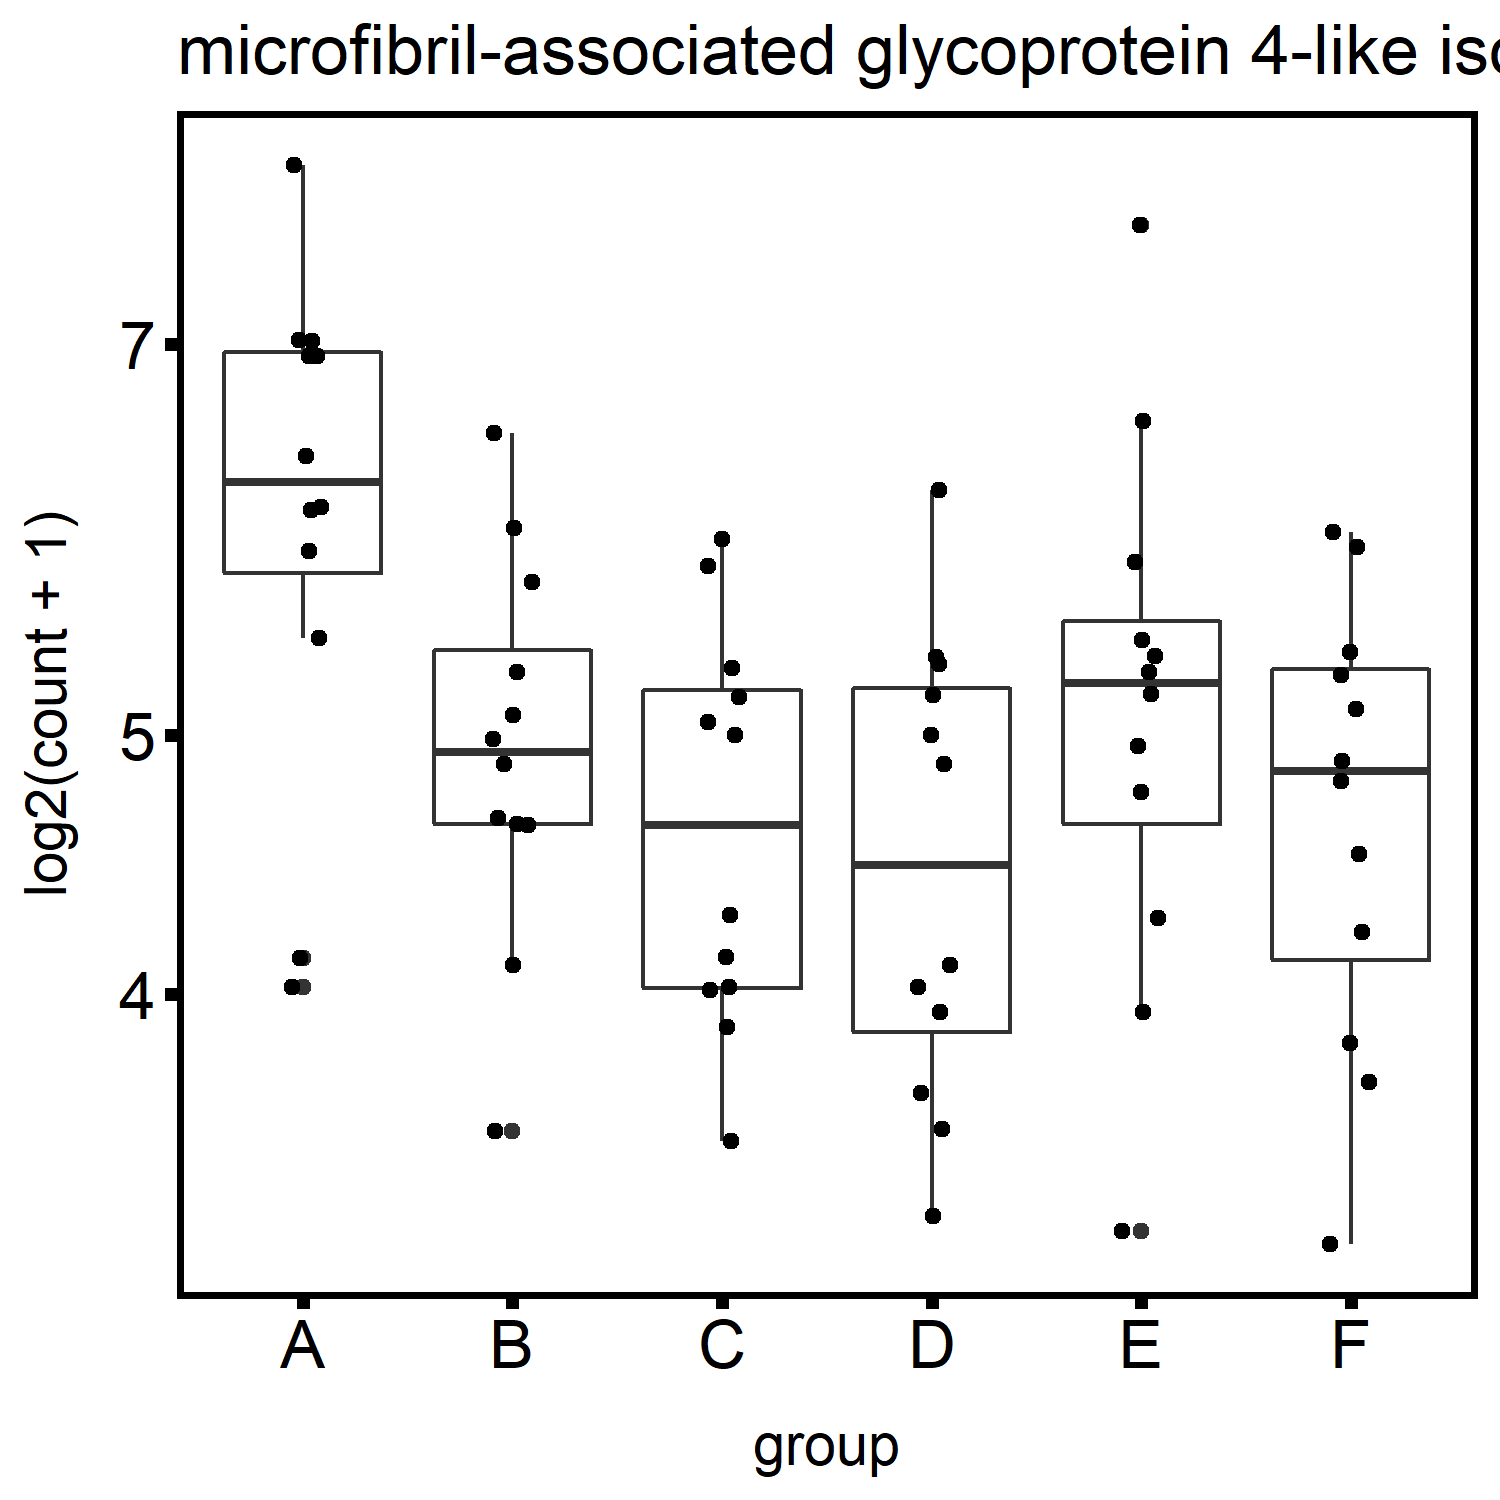 microfibril-associated glycoprotein 4-like iso
log2(count + 1)
7
5
4
A B C D E F
group